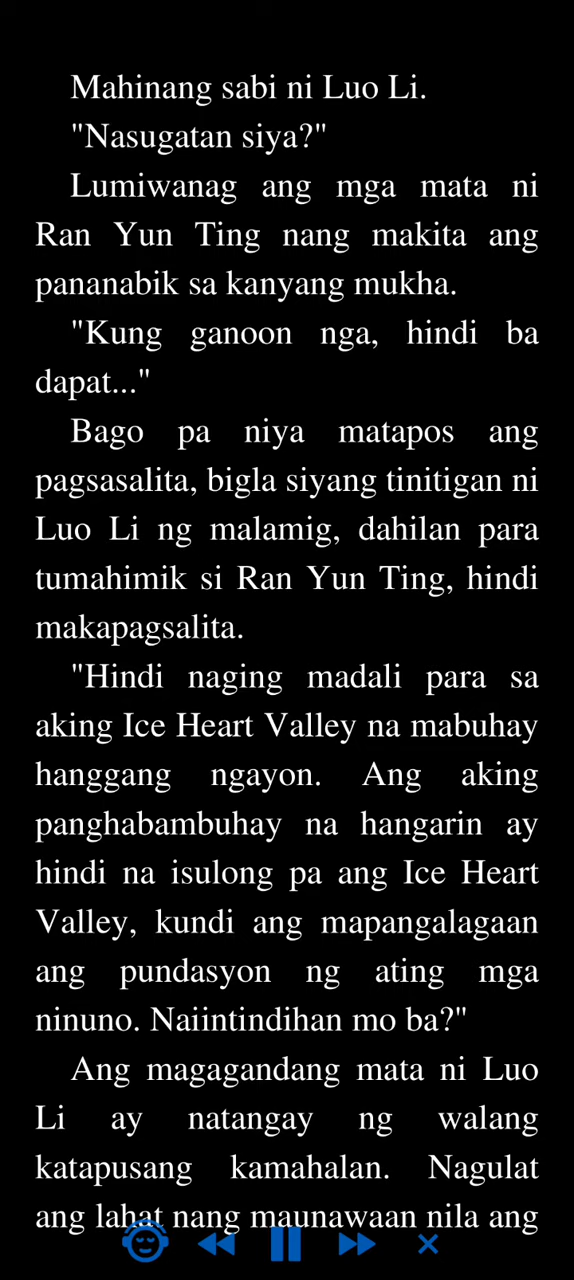 Mahinang sabi ni Luo Li.
"Nasugatan siya?"
Lumiwanag ang mga mata ni
Ran Yun Ting nang makita ang
pananabik sa kanyang mukha.
"Kung ganoon nga, hindi ba
dapat..."
Bago pa niya matapos ang
pagsasalita, bigla siyang tinitigan ni
Luo Li ng malamig, dahilan para
tumahimik si Ran Yun Ting, hindi
makapagsalita.
"Hindi naging madali para sa
aking Ice Heart Valley na mabuhay
hanggang ngayon. Ang aking
panghabambuhay na hangarin ay
hindi na isulong pa ang Ice Heart
Valley, kundi ang mapangalagaan
ang pundasyon ng ating mga
ninuno. Naiintindihan mo ba?"
Ang magagandang mata ni Luo
Li ay natangay ng walang
katapusang kamahalan. Nagulat
ang lahat nang maunawaan nila ang